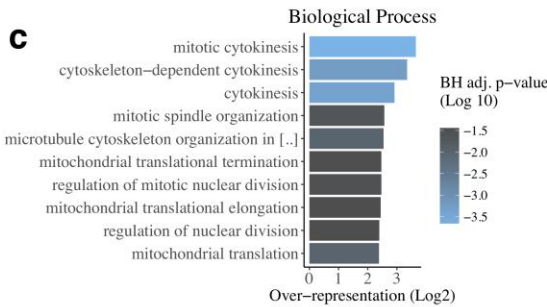 c
Biological Process
mitotic cytokinesis
cytoskeleton−dependent cytokinesis
cytokinesis
mitotic spindle organization
microtubule cytoskeleton organization in [..]
mitochondrial translational termination
regulation of mitotic nuclear division
mitochondrial translational elongation
regulation of nuclear division
mitochondrial translation
0 1 2 3
Over-representation (Log2)
BH adj. p-value
(Log 10)
−1.5
−2.0
−2.5
−3.0
−3.5